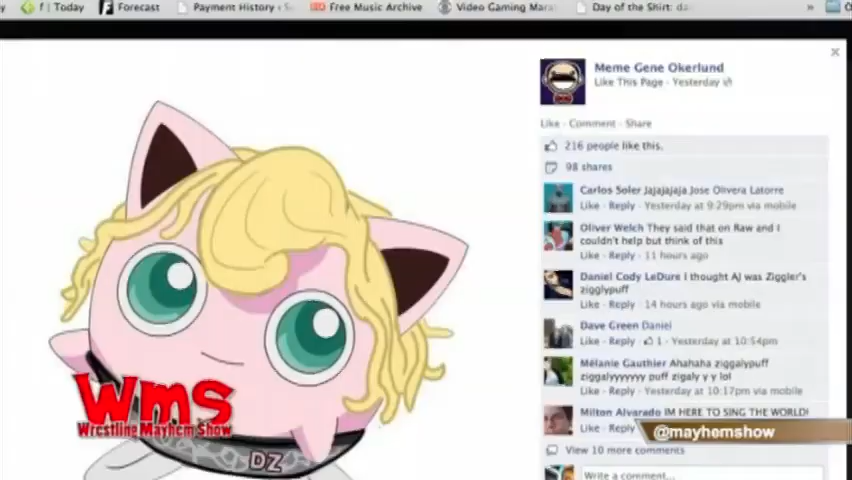 f | Today
Forecast
Payment History
Free Music Archive
Video Gaming Mara
Day of the Shirt: da
Meme Gene Okerlund
Like This Page · Yesterday
Like · Comment · Share
216 people like this.
98 shares
Carlos Soler Jajajajaja Jose Olivera Latorre
Like · Reply · Yesterday at 9:29pm via mobile
Oliver Welch They said that on Raw and I
couldn't help but think of this
Like · Reply · 11 hours ago
Daniel Cody LeDure I thought AJ was Ziggler's
zigglypuff
Like · Reply · 14 hours ago via mobile
Dave Green Daniel
Like · Reply · 1 · Yesterday at 10:54pm
Mélanie Gauthier Ahahaha ziggalypuff
ziggalyyyyyy puff zigaly y y lol
Like · Reply · Yesterday at 10:17pm via mobile
Milton Alvarado IM HERE TO SING THE WORLD!
Like · Reply
@mayhemshow
View 10 more comments
Write a comment...
DZ
Wms
Wrestling Mayhem Show